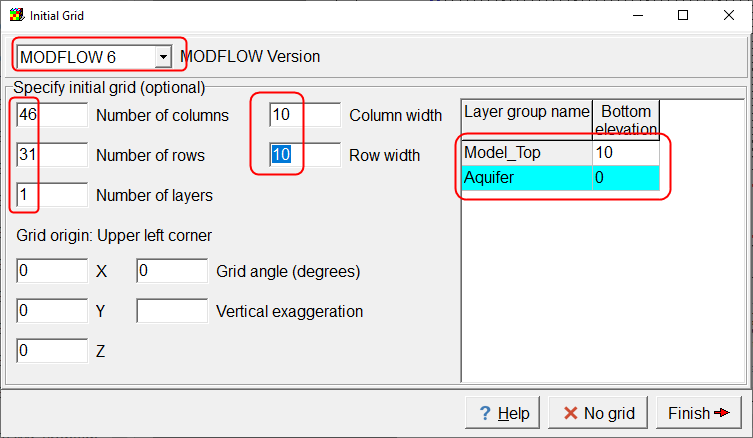 Initial Grid
MODFLOW 6 MODFLOW Version
Specify initial grid (optional)
46 Number of columns 10 Column width
31 Number of rows 10 Row width
1 Number of layers
Grid origin: Upper left corner
0 X 0 Grid angle (degrees)
0 Y Vertical exaggeration
0 Z
Layer group name Bottom
elevation
Model_Top 10
Aquifer 0
? Help No grid Finish